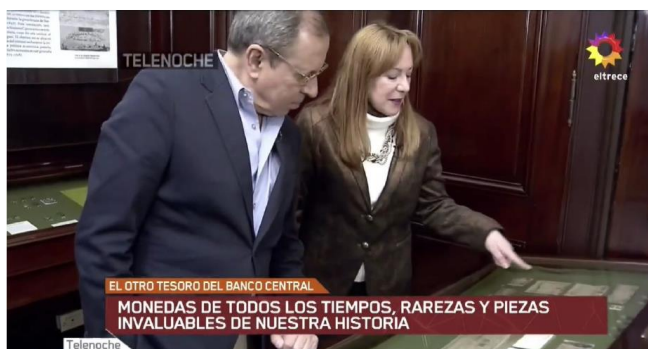 TELENOCHE
eltrece
EL OTRO TESORO DEL BANCO CENTRAL
MONEDAS DE TODOS LOS TIEMPOS, RAREZAS Y PIEZAS
INVALUABLES DE NUESTRA HISTORIA
Telenoche